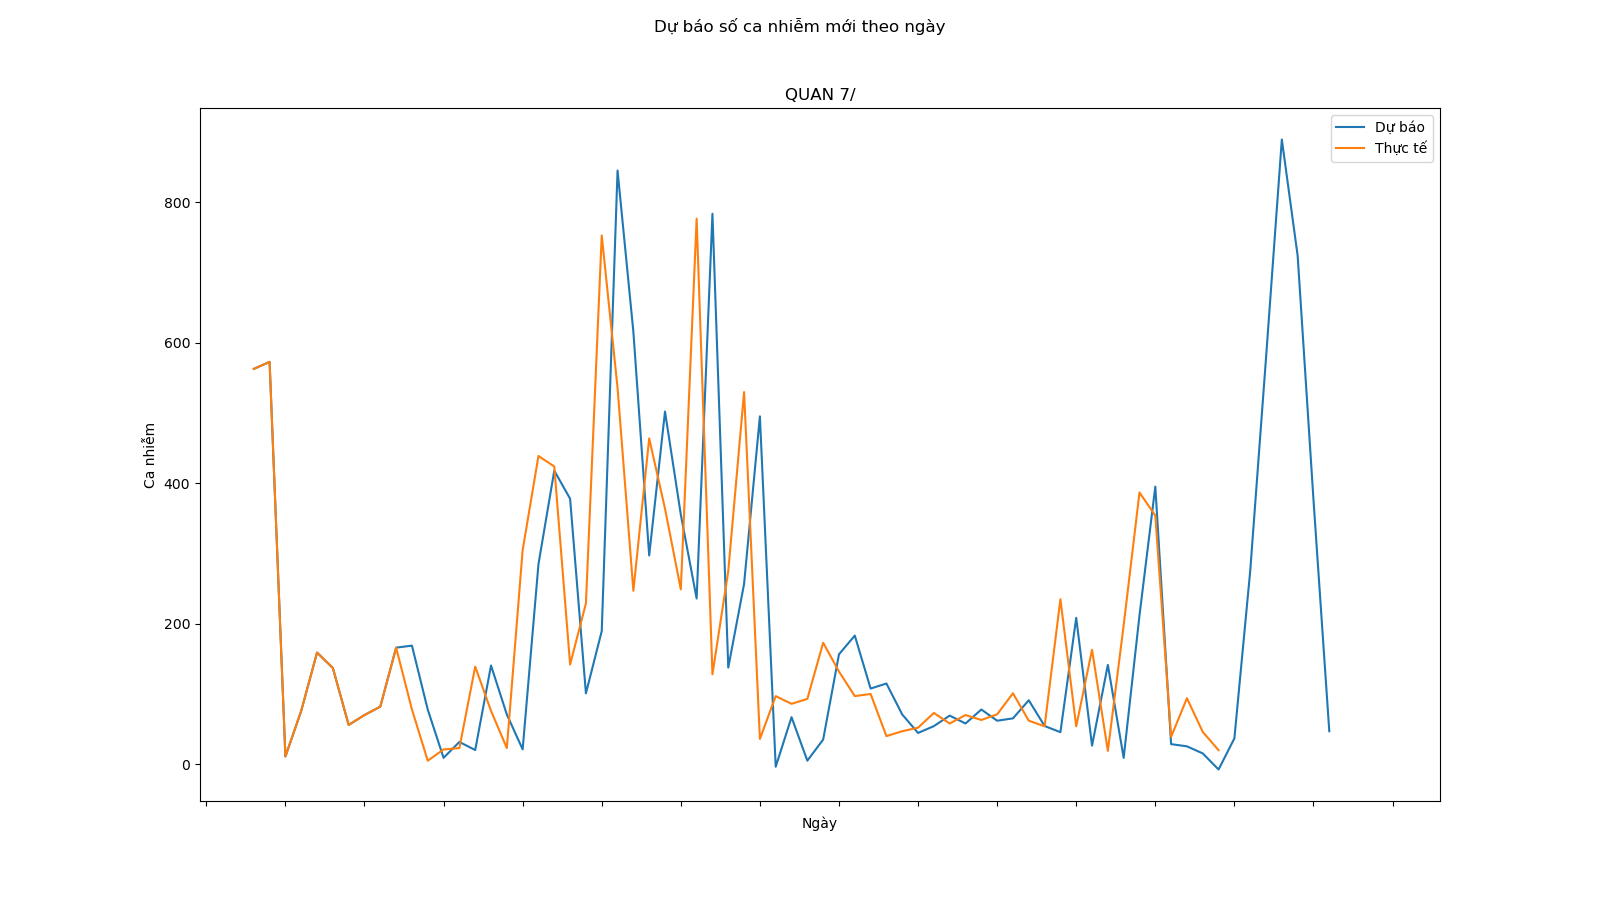 Dự báo số ca nhiễm mới theo ngày
QUAN 7/
Dự báo
Thực tế
800
600
400
200
0
Ca nhiễm
Ngày